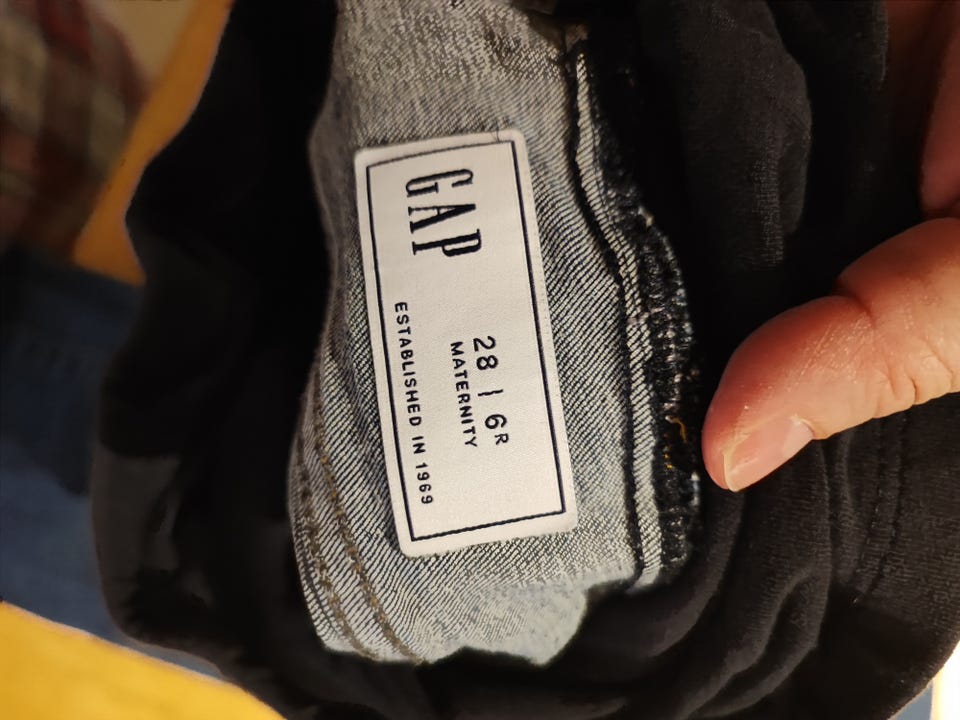 GAP
28 | 6R
MATERNITY
ESTABLISHED IN 1969